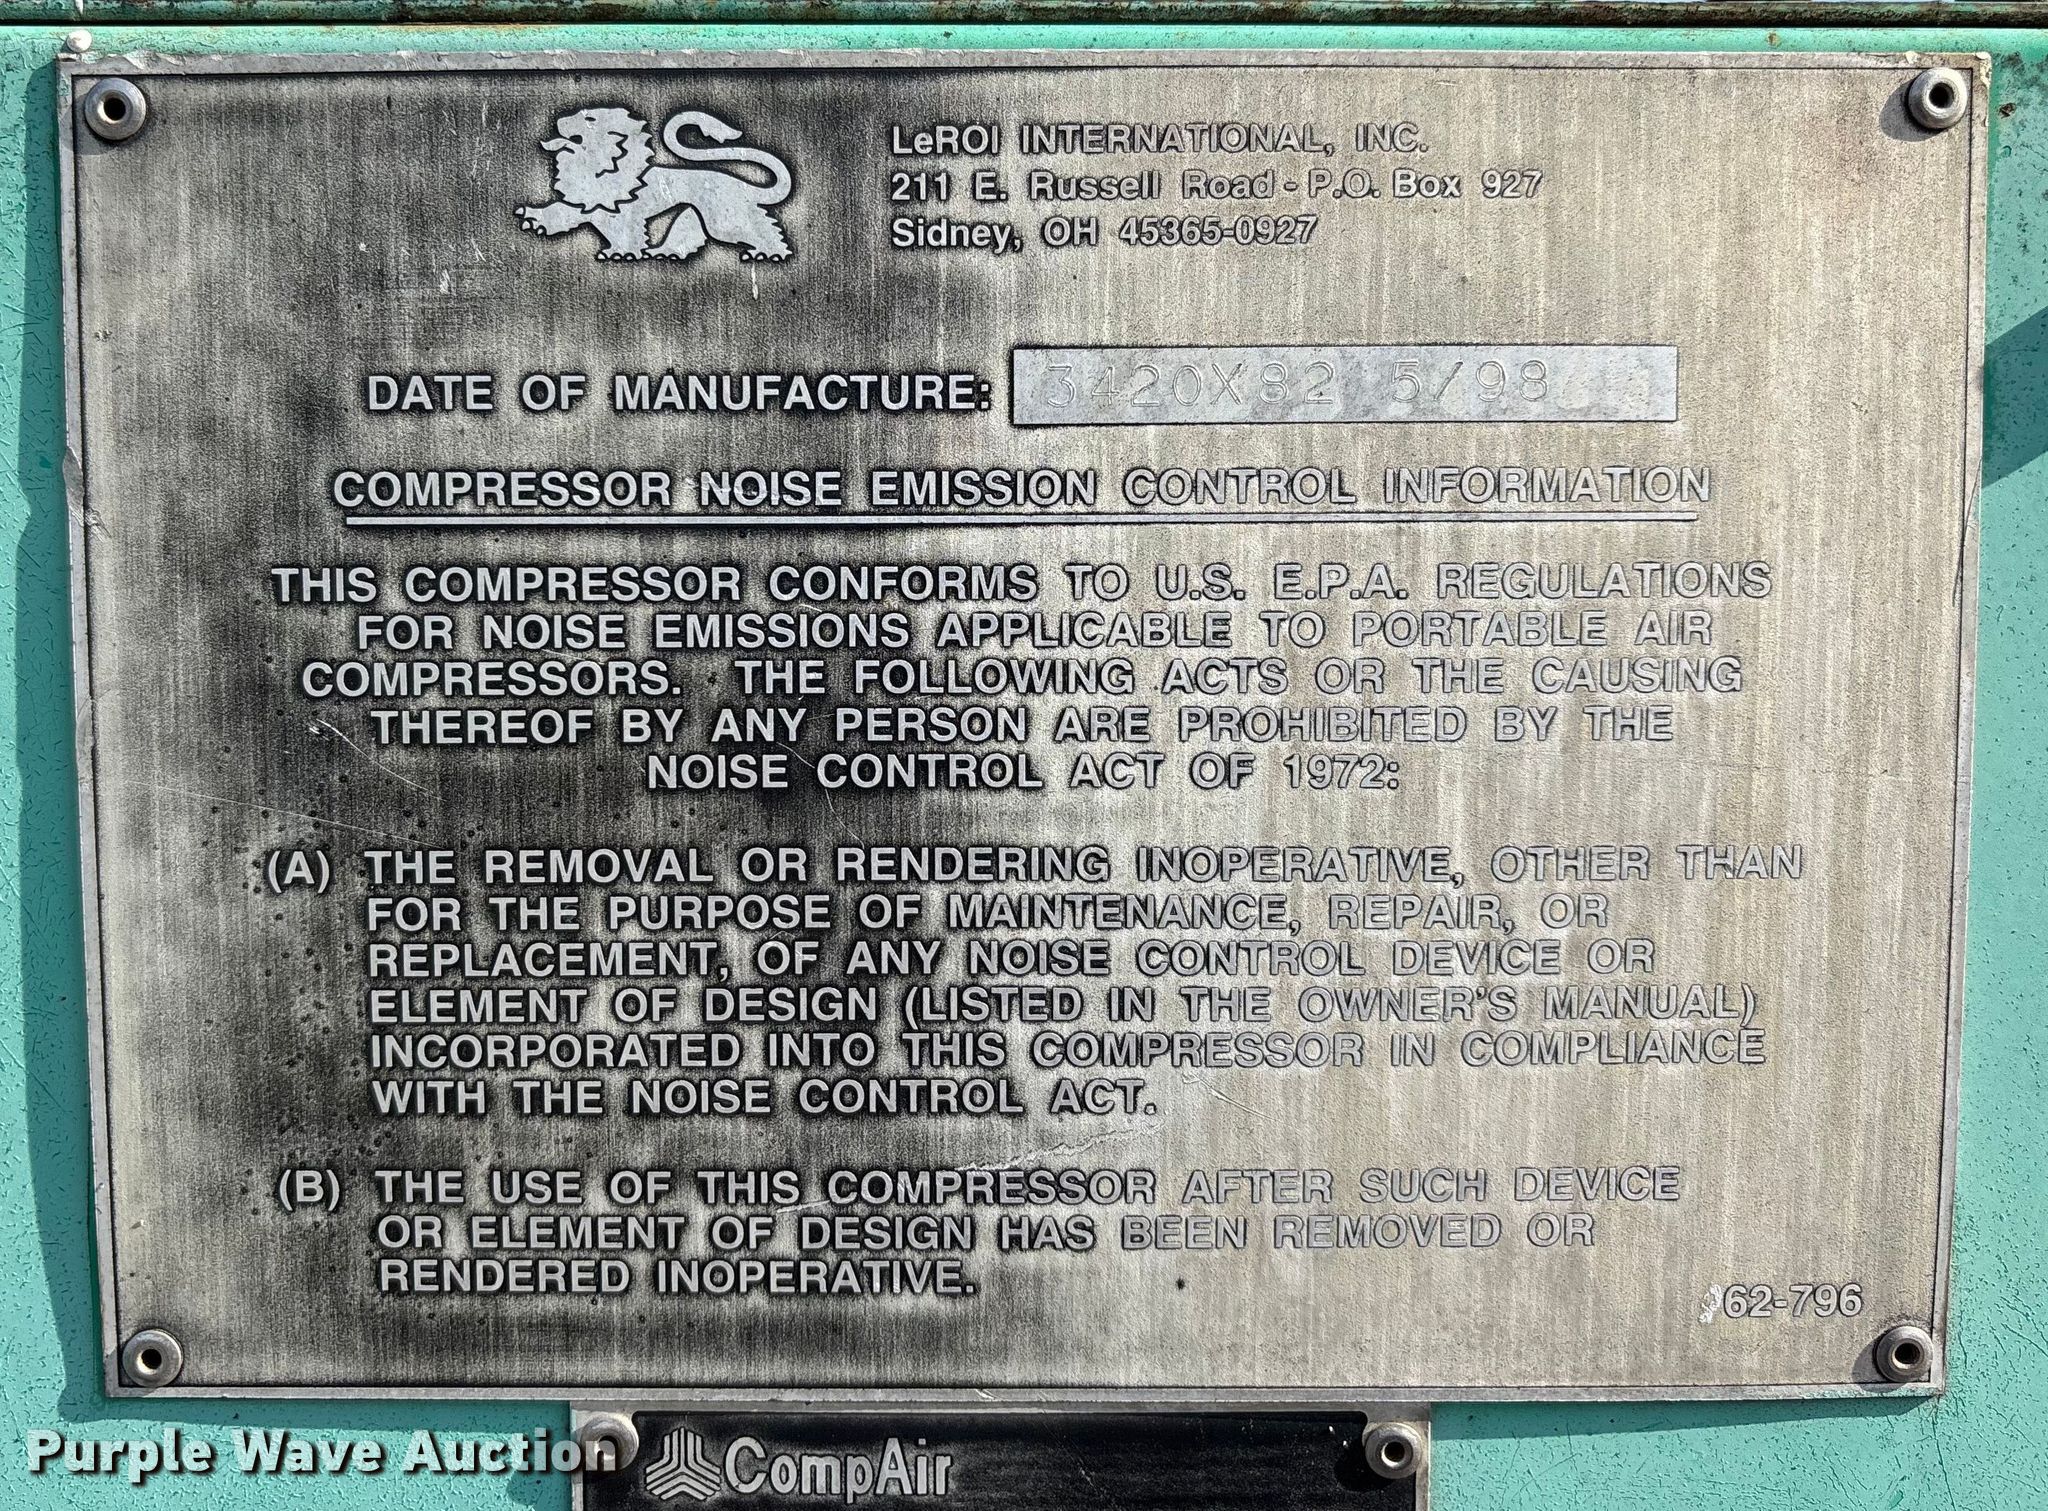 LeROI INTERNATIONAL, INC.
211 E. Russell Road - P.O. Box 927
Sidney, OH 45365-0927
DATE OF MANUFACTURE: 3420X82 5/98
COMPRESSOR NOISE EMISSION CONTROL INFORMATION
THIS COMPRESSOR CONFORMS TO U.S. E.P.A. REGULATIONS
FOR NOISE EMISSIONS APPLICABLE TO PORTABLE AIR
COMPRESSORS. THE FOLLOWING ACTS OR THE CAUSING
THEREOF BY ANY PERSON ARE PROHIBITED BY THE
NOISE CONTROL ACT OF 1972:
(A) THE REMOVAL OR RENDERING INOPERATIVE, OTHER THAN
FOR THE PURPOSE OF MAINTENANCE, REPAIR, OR
REPLACEMENT, OF ANY NOISE CONTROL DEVICE OR
ELEMENT OF DESIGN (LISTED IN THE OWNER'S MANUAL)
INCORPORATED INTO THIS COMPRESSOR IN COMPLIANCE
WITH THE NOISE CONTROL ACT.
(B) THE USE OF THIS COMPRESSOR AFTER SUCH DEVICE
OR ELEMENT OF DESIGN HAS BEEN REMOVED OR
RENDERED INOPERATIVE.
62-796
CompAir
Purple Wave Auction